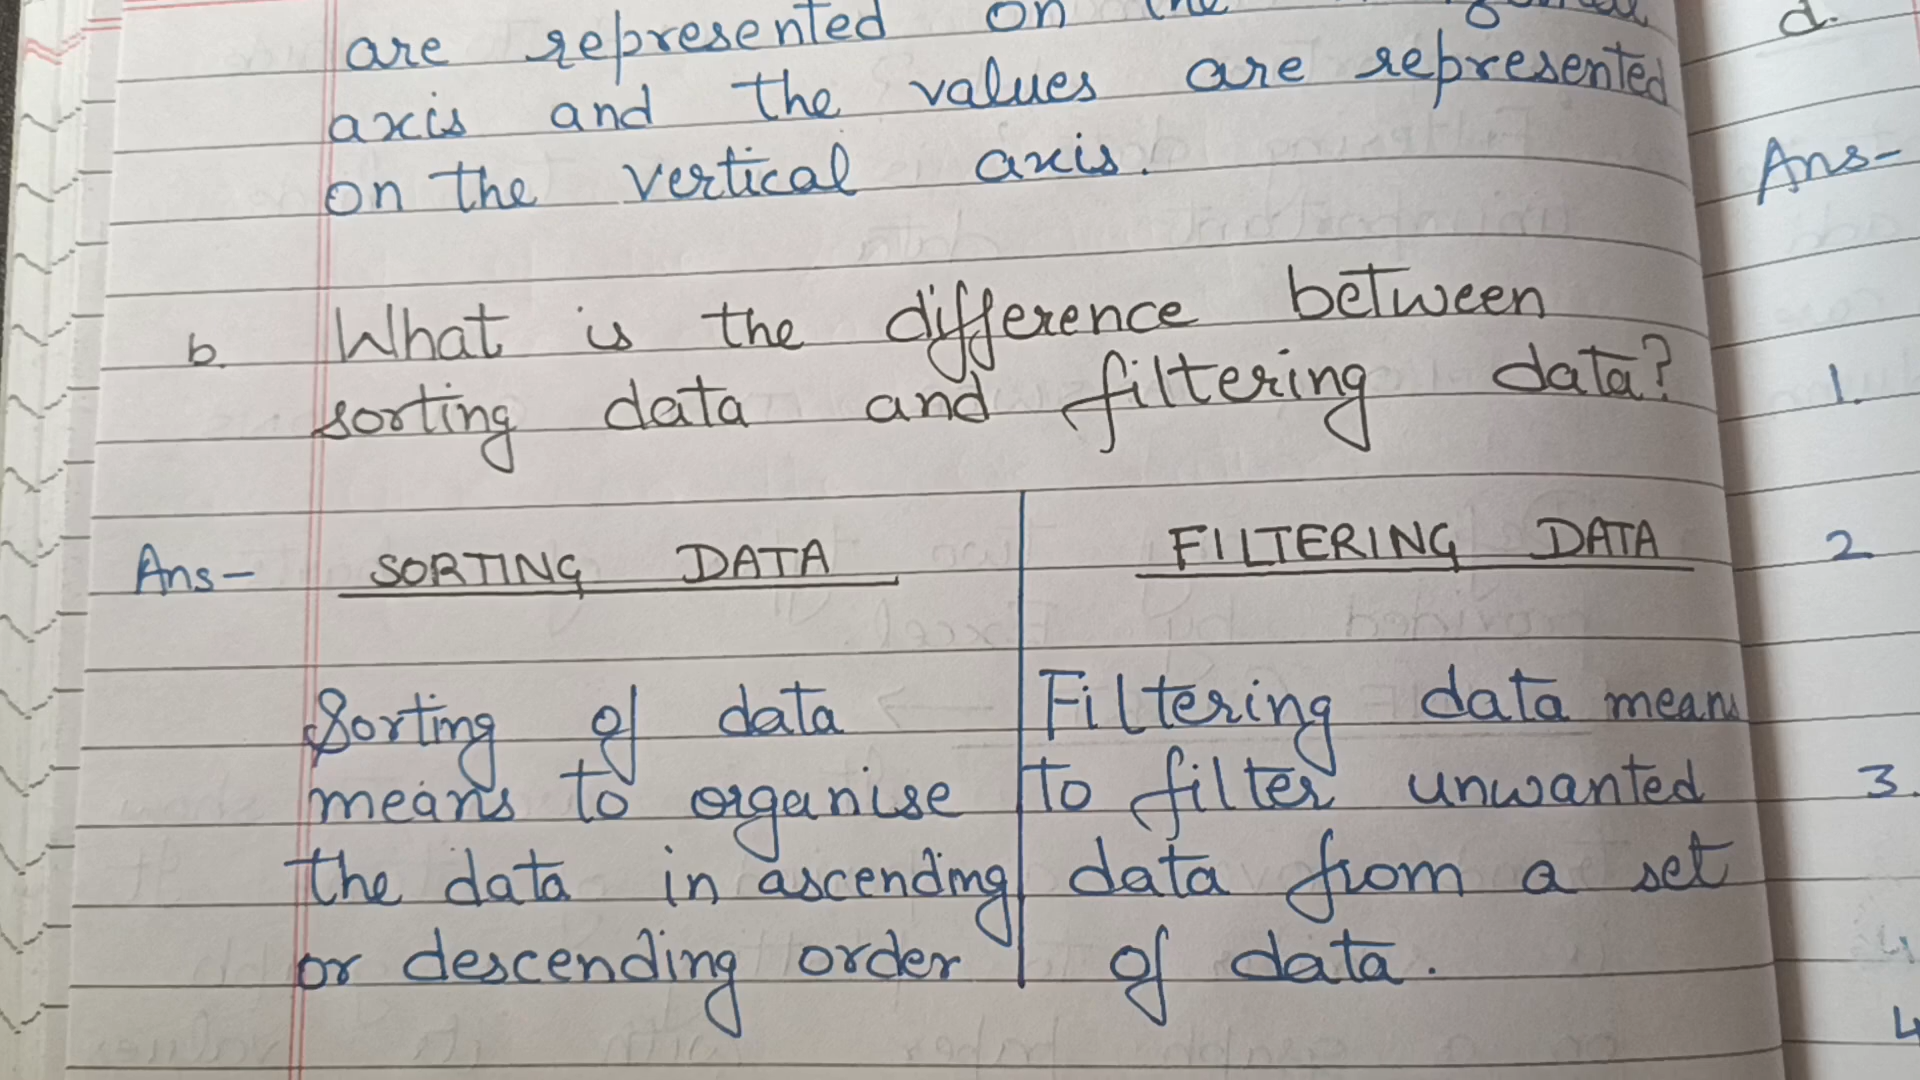 are represented on the
axis and the values are represented
on the vertical axis.
b. What is the difference between
sorting data and filtering data?
Ans- SORTING DATA FILTERING DATA
Sorting of data
means to organise
the data in ascending
or descending order
Filtering data means
to filter unwanted
data from a set
of data.
d.
Ans-
1.
2
3.
4